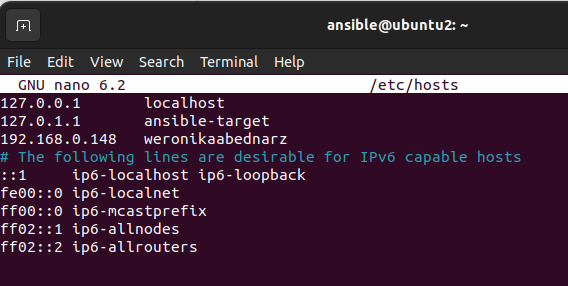 ansible@ubuntu2: ~
File Edit View Search Terminal Help
GNU nano 6.2 /etc/hosts
127.0.0.1 localhost
127.0.1.1 ansible-target
192.168.0.148 weronikaabednarz
# The following lines are desirable for IPv6 capable hosts
::1 ip6-localhost ip6-loopback
fe00::0 ip6-localnet
ff00::0 ip6-mcastprefix
ff02::1 ip6-allnodes
ff02::2 ip6-allrouters